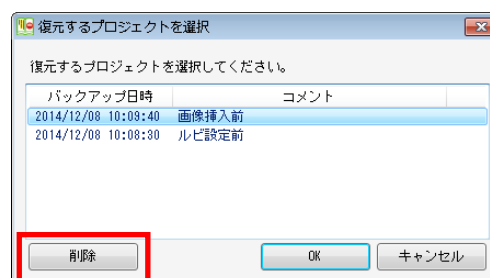 復元するプロジェクトを選択
復元するプロジェクトを選択してください。
バックアップ日時 コメント
2014/12/08 10:09:40 画像挿入前
2014/12/08 10:08:30 ルビ設定前
削除 OK キャンセル